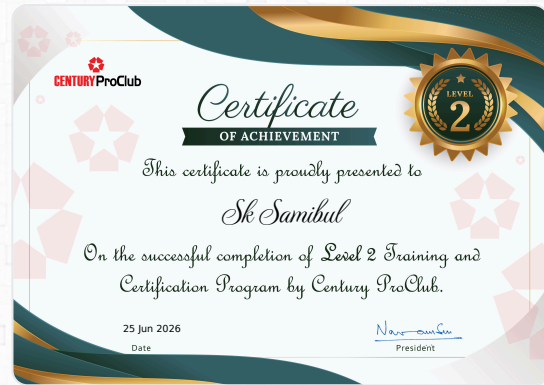 CENTURY ProClub
Certificate
OF ACHIEVEMENT
LEVEL
2
This certificate is proudly presented to
Sk Samibul
On the successful completion of Level 2 Training and
Certification Program by Century ProClub.
25 Jun 2026
Date
President